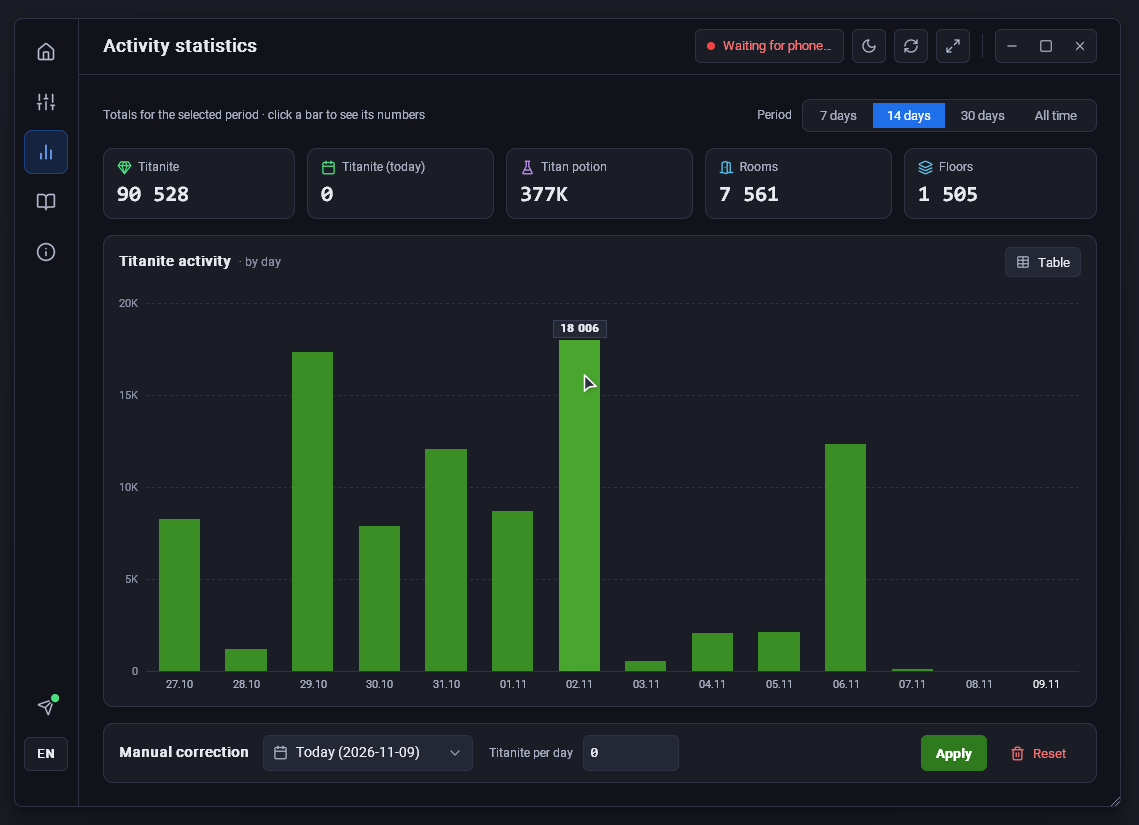 Activity statistics
Waiting for phone...
Totals for the selected period · click a bar to see its numbers
Period
7 days
14 days
30 days
All time
Titanite
90 528
Titanite (today)
0
Titan potion
377K
Rooms
7 561
Floors
1 505
Titanite activity · by day
Table
20K
18 006
15K
10K
5K
0
27.10 28.10 29.10 30.10 31.10 01.11 02.11 03.11 04.11 05.11 06.11 07.11 08.11 09.11
EN
Manual correction
Today (2026-11-09)
Titanite per day
0
Apply
Reset